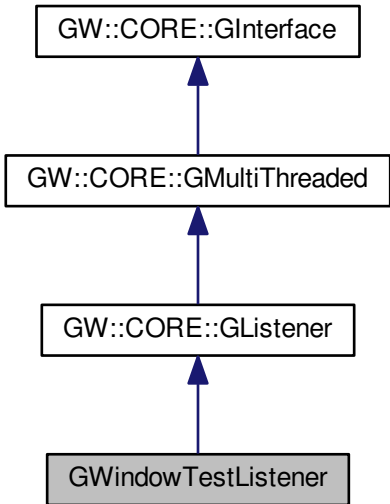 GW::CORE::GInterface
GW::CORE::GMultiThreaded
GW::CORE::GListener
GWindowTestListener